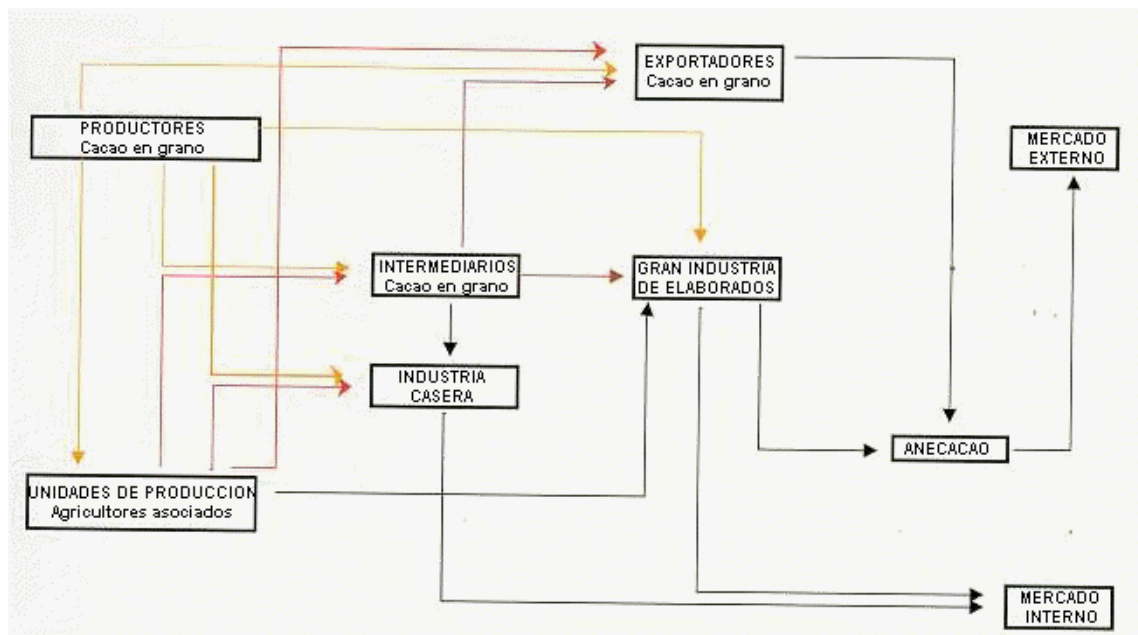 EXPORTADORES
Cacao en grano
PRODUCTORES
Cacao en grano
MERCADO
EXTERNO
INTERMEDIARIOS
Cacao en grano
GRAN INDUSTRIA
DE ELABORADOS
INDUSTRIA
CASERA
ANECACAO
UNIDADES DE PRODUCCION
Agricultores asociados
MERCADO
INTERNO